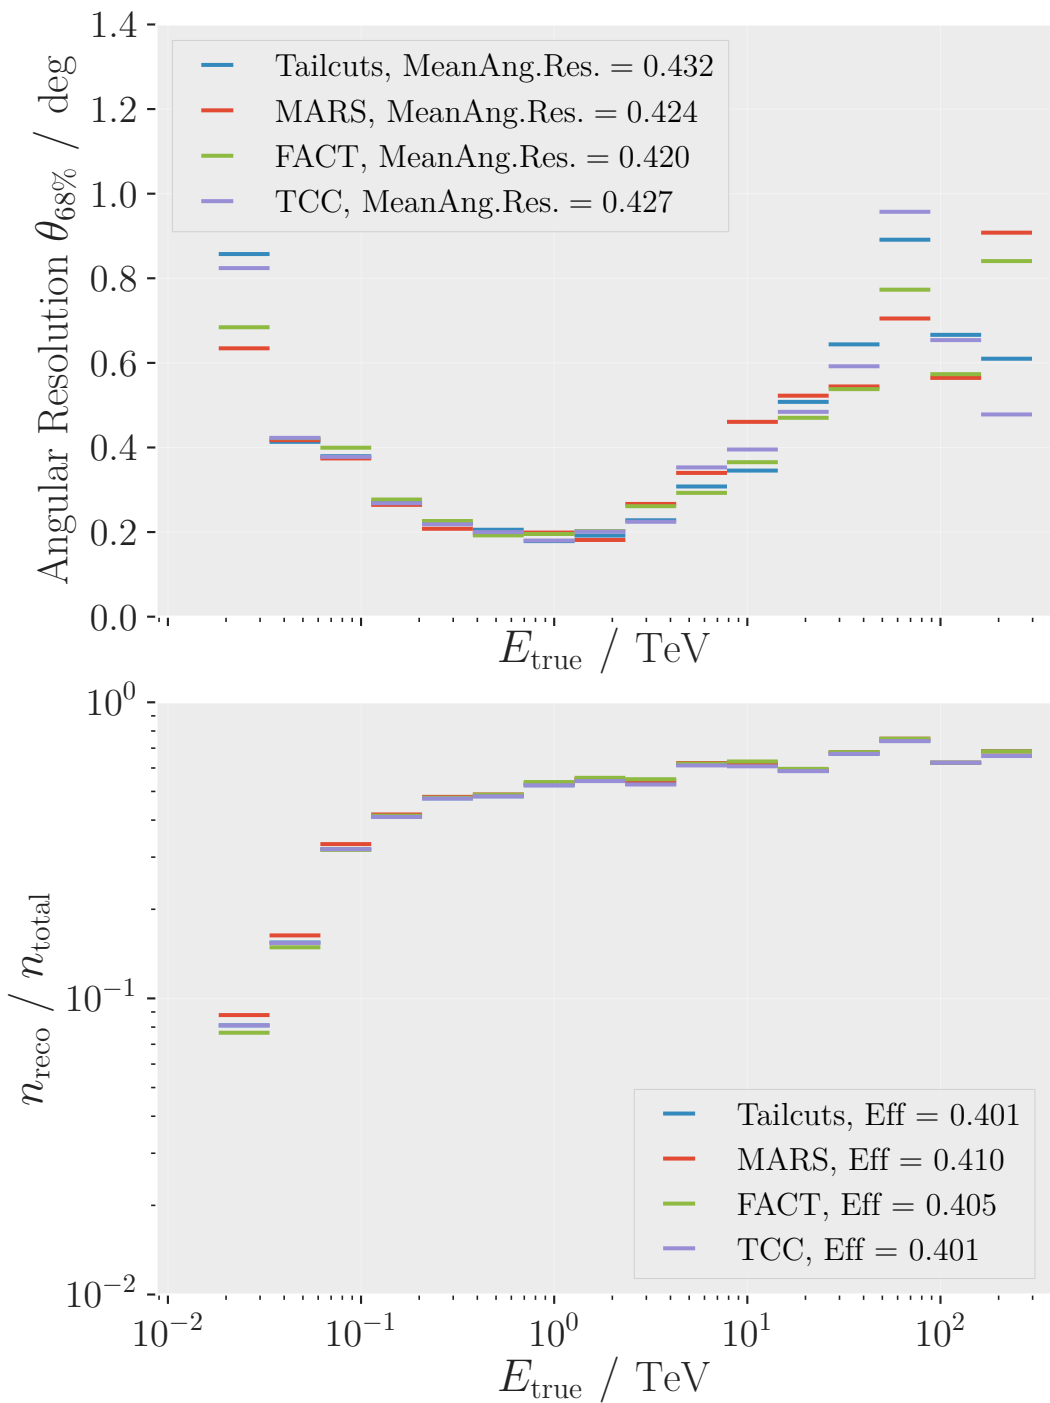 1.4
1.2
1.0
0.8
0.6
0.4
0.2
0.0
Angular Resolution θ68% / deg
Tailcuts, MeanAng.Res. = 0.432
MARS, MeanAng.Res. = 0.424
FACT, MeanAng.Res. = 0.420
TCC, MeanAng.Res. = 0.427
Etrue / TeV
10^0
10^−1
10^−2
nreco / ntotal
Tailcuts, Eff = 0.401
MARS, Eff = 0.410
FACT, Eff = 0.405
TCC, Eff = 0.401
10^−2 10^−1 10^0 10^1 10^2
Etrue / TeV